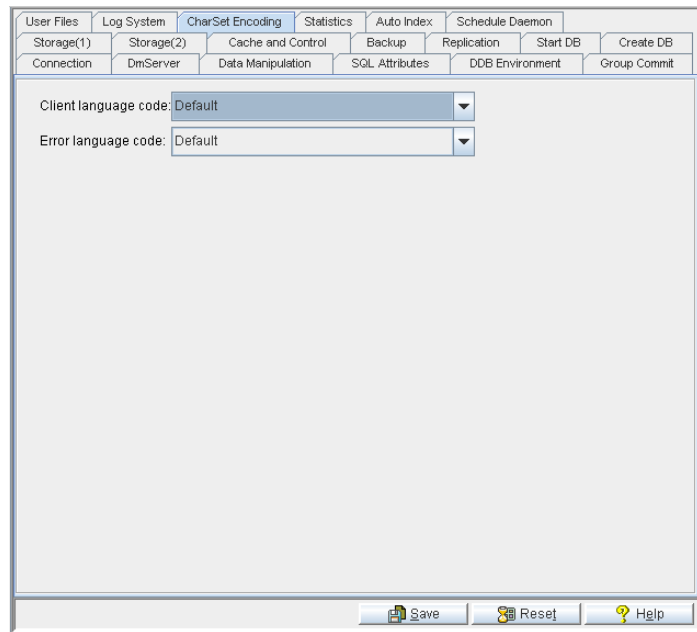 User Files Log System CharSet Encoding Statistics Auto Index Schedule Daemon
Storage(1) Storage(2) Cache and Control Backup Replication Start DB Create DB
Connection DmServer Data Manipulation SQL Attributes DDB Environment Group Commit
Client language code: Default
Error language code: Default
Save Reset Help